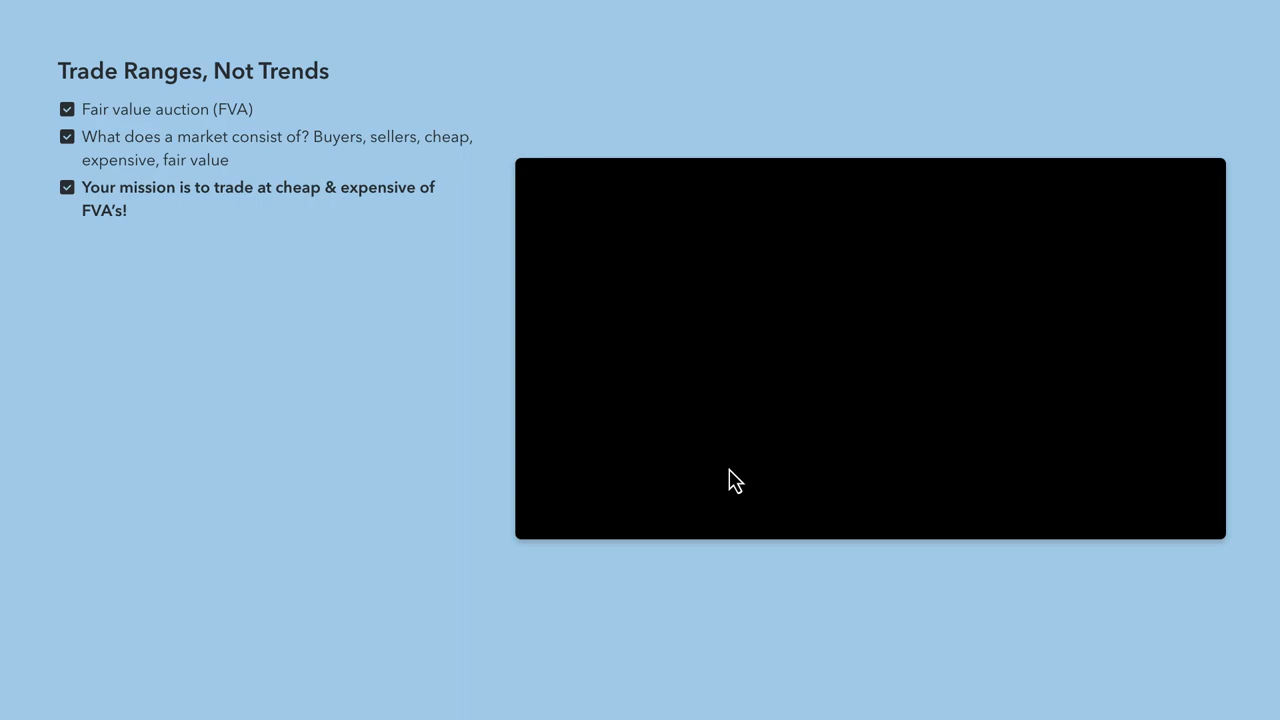 Trade Ranges, Not Trends
Fair value auction (FVA)
What does a market consist of? Buyers, sellers, cheap,
expensive, fair value
Your mission is to trade at cheap & expensive of
FVA’s!